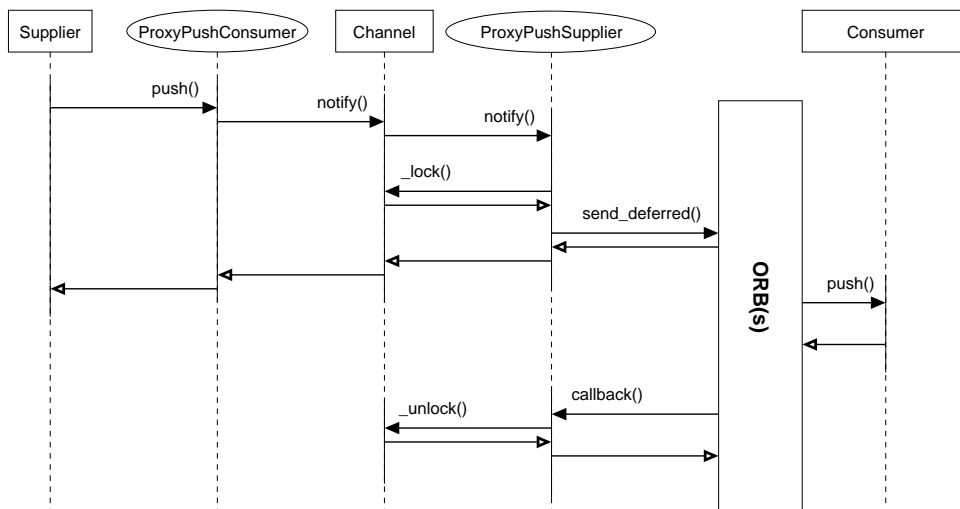 Supplier
ProxyPushConsumer
Channel
ProxyPushSupplier
Consumer
push()
notify()
notify()
_lock()
send_deferred()
ORB(s)
push()
callback()
_unlock()